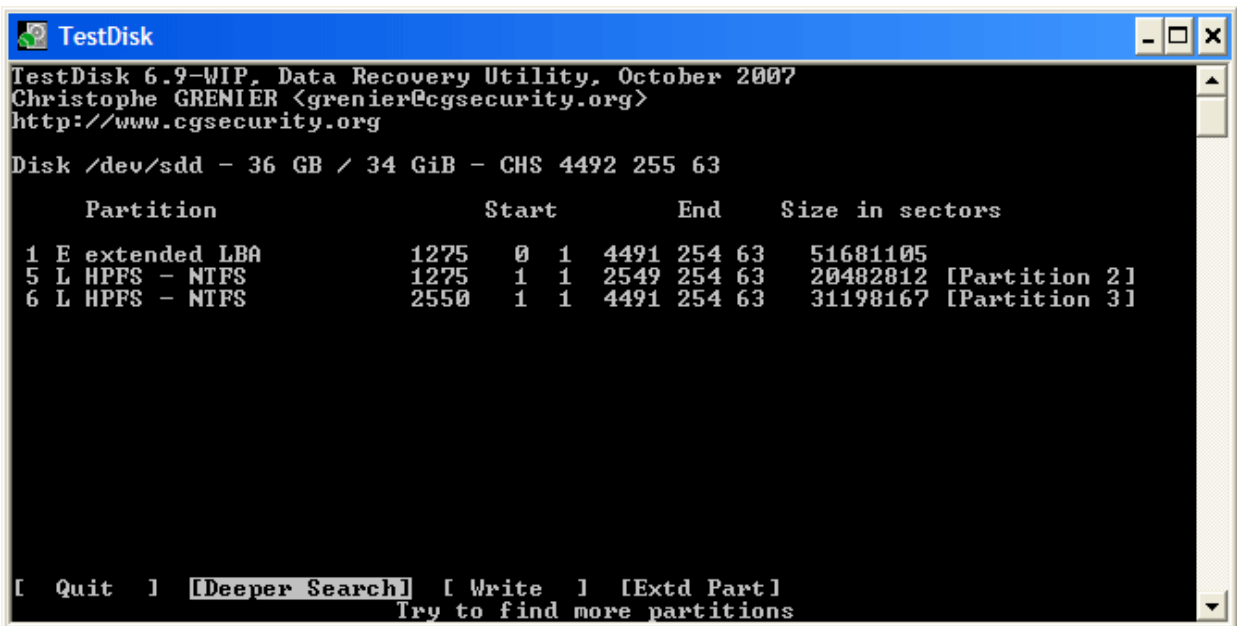 TestDisk
TestDisk 6.9-WIP, Data Recovery Utility, October 2007
Christophe GRENIER <grenier@cgsecurity.org>
http://www.cgsecurity.org
Disk /dev/sdd - 36 GB / 34 GiB - CHS 4492 255 63
Partition Start End Size in sectors
1 E extended LBA 1275 0 1 4491 254 63 51681105
5 L HPFS - NTFS 1275 1 1 2549 254 63 20482812 [Partition 2]
6 L HPFS - NTFS 2550 1 1 4491 254 63 31198167 [Partition 3]
[ Quit ] [Deeper Search] [ Write ] [Extd Part]
Try to find more partitions